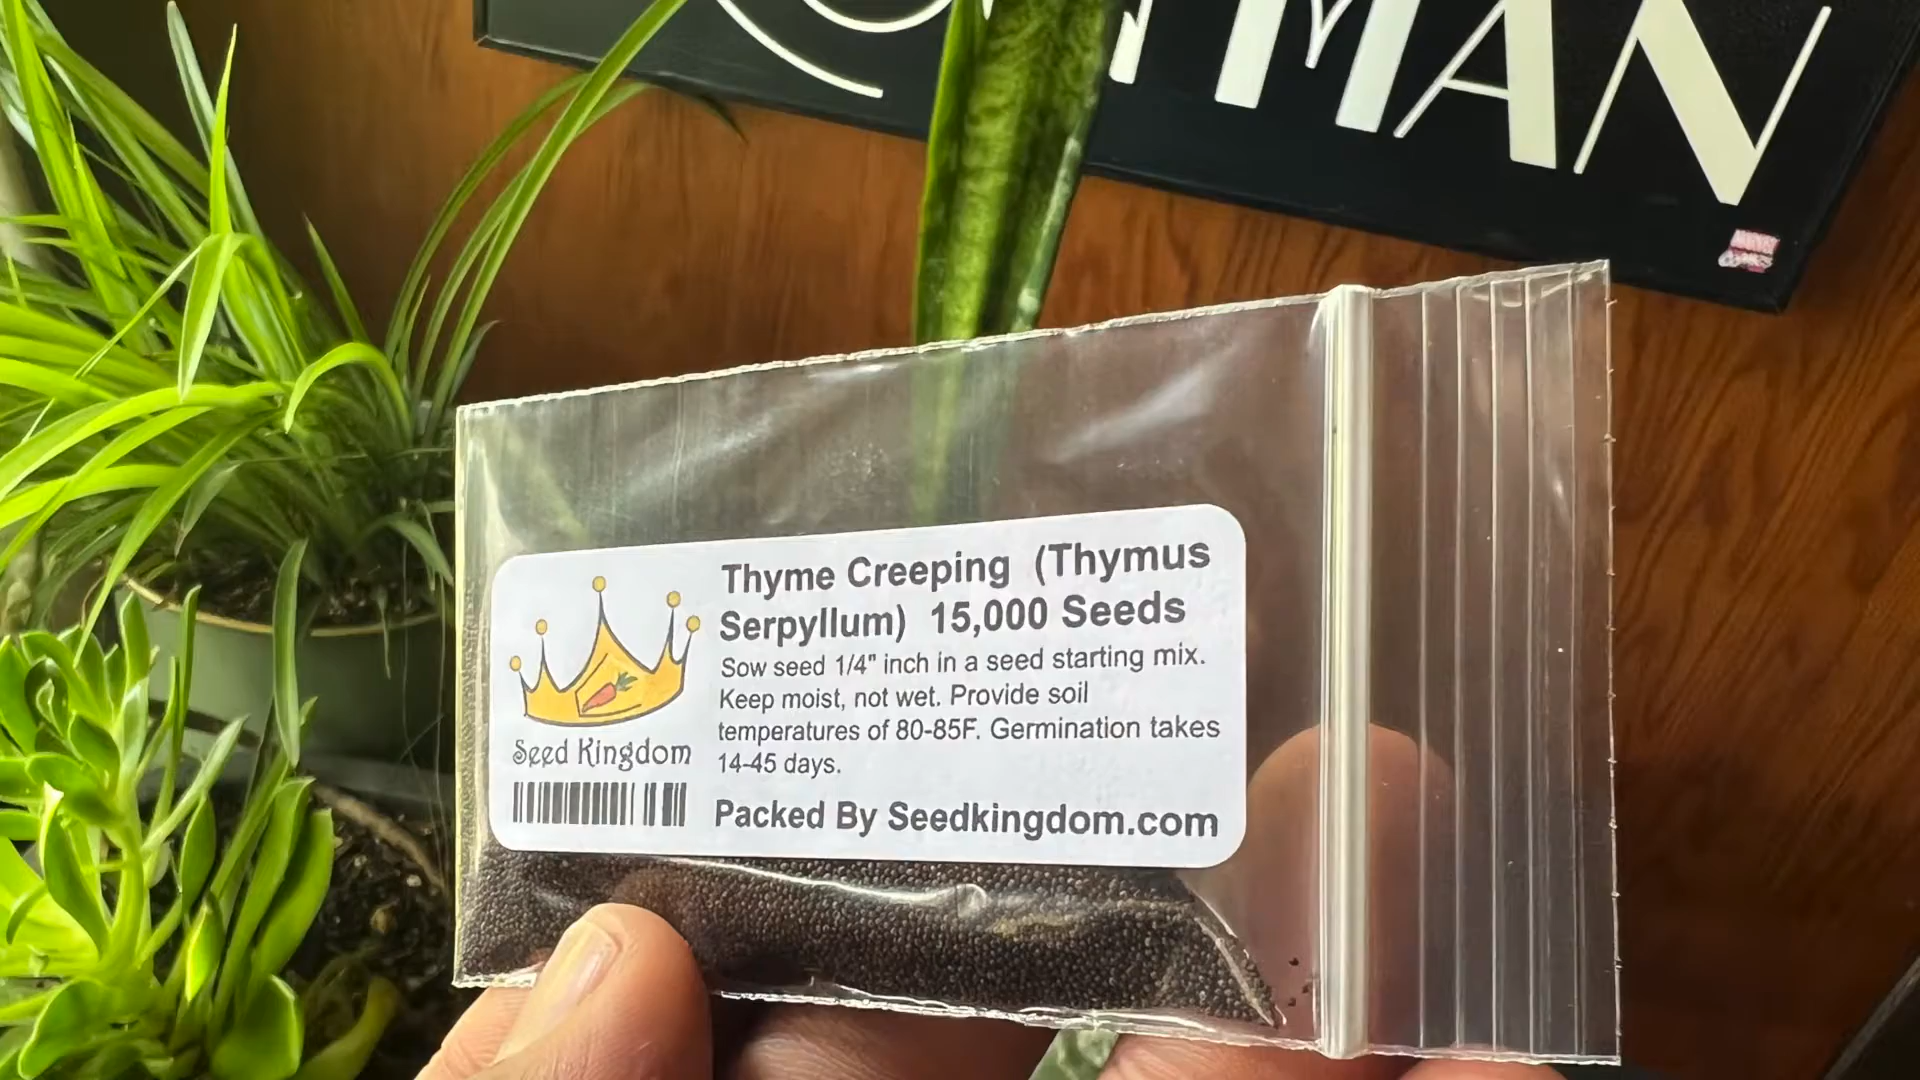 MAN
Thyme Creeping (Thymus
Serpyllum) 15,000 Seeds
Sow seed 1/4" inch in a seed starting mix.
Keep moist, not wet. Provide soil
temperatures of 80-85F. Germination takes
14-45 days.
Seed Kingdom
Packed By Seedkingdom.com